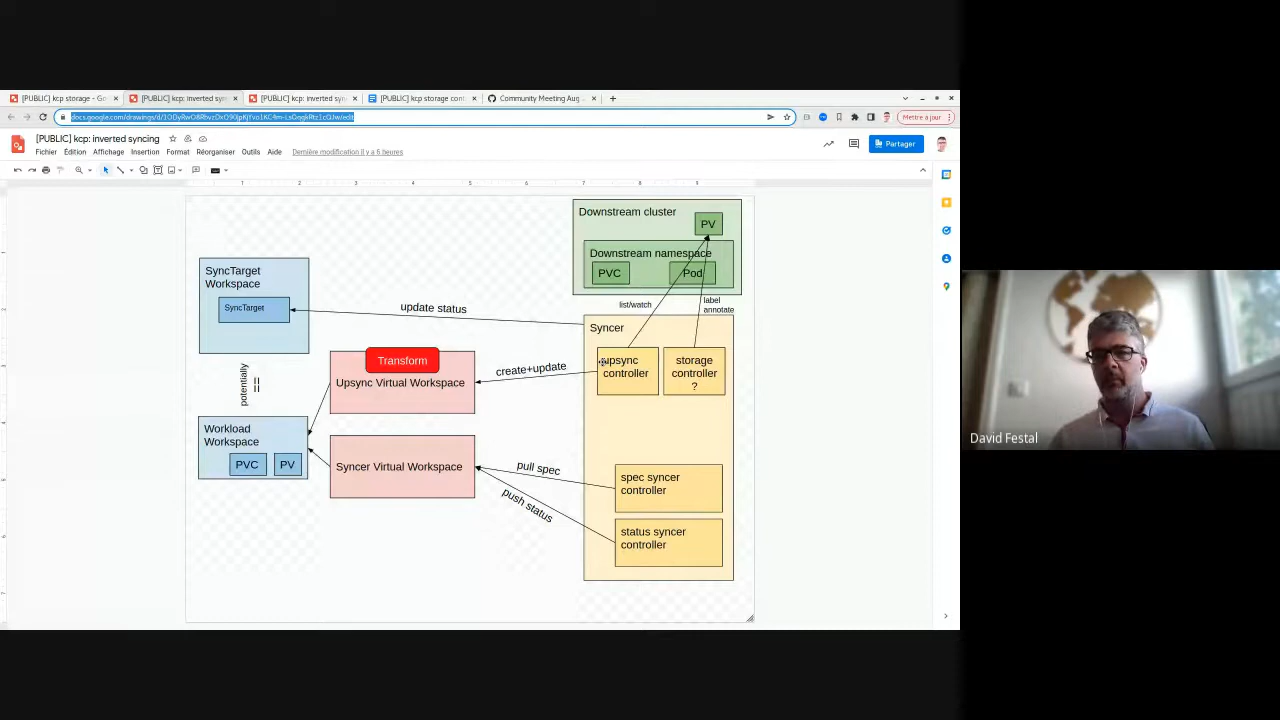 [PUBLIC] kcp storage - Go
[PUBLIC] kcp: inverted syn
[PUBLIC] kcp: inverted syn
[PUBLIC] kcp storage con
Community Meeting Aug
Mettre à jour
[PUBLIC] kcp: inverted syncing
Partager
Fichier Édition Affichage Insertion Format Réorganiser Outils Aide Dernière modification il y a 6 heures
Downstream cluster
PV
Downstream namespace
PVC
Pod
SyncTarget
Workspace
SyncTarget
update status
list/watch
label
annotate
Syncer
upsync
controller
storage
controller
?
Transform
Upsync Virtual Workspace
create+update
potentially
==
Workload
Workspace
PVC
PV
Syncer Virtual Workspace
pull spec
push status
spec syncer
controller
status syncer
controller
David Festal